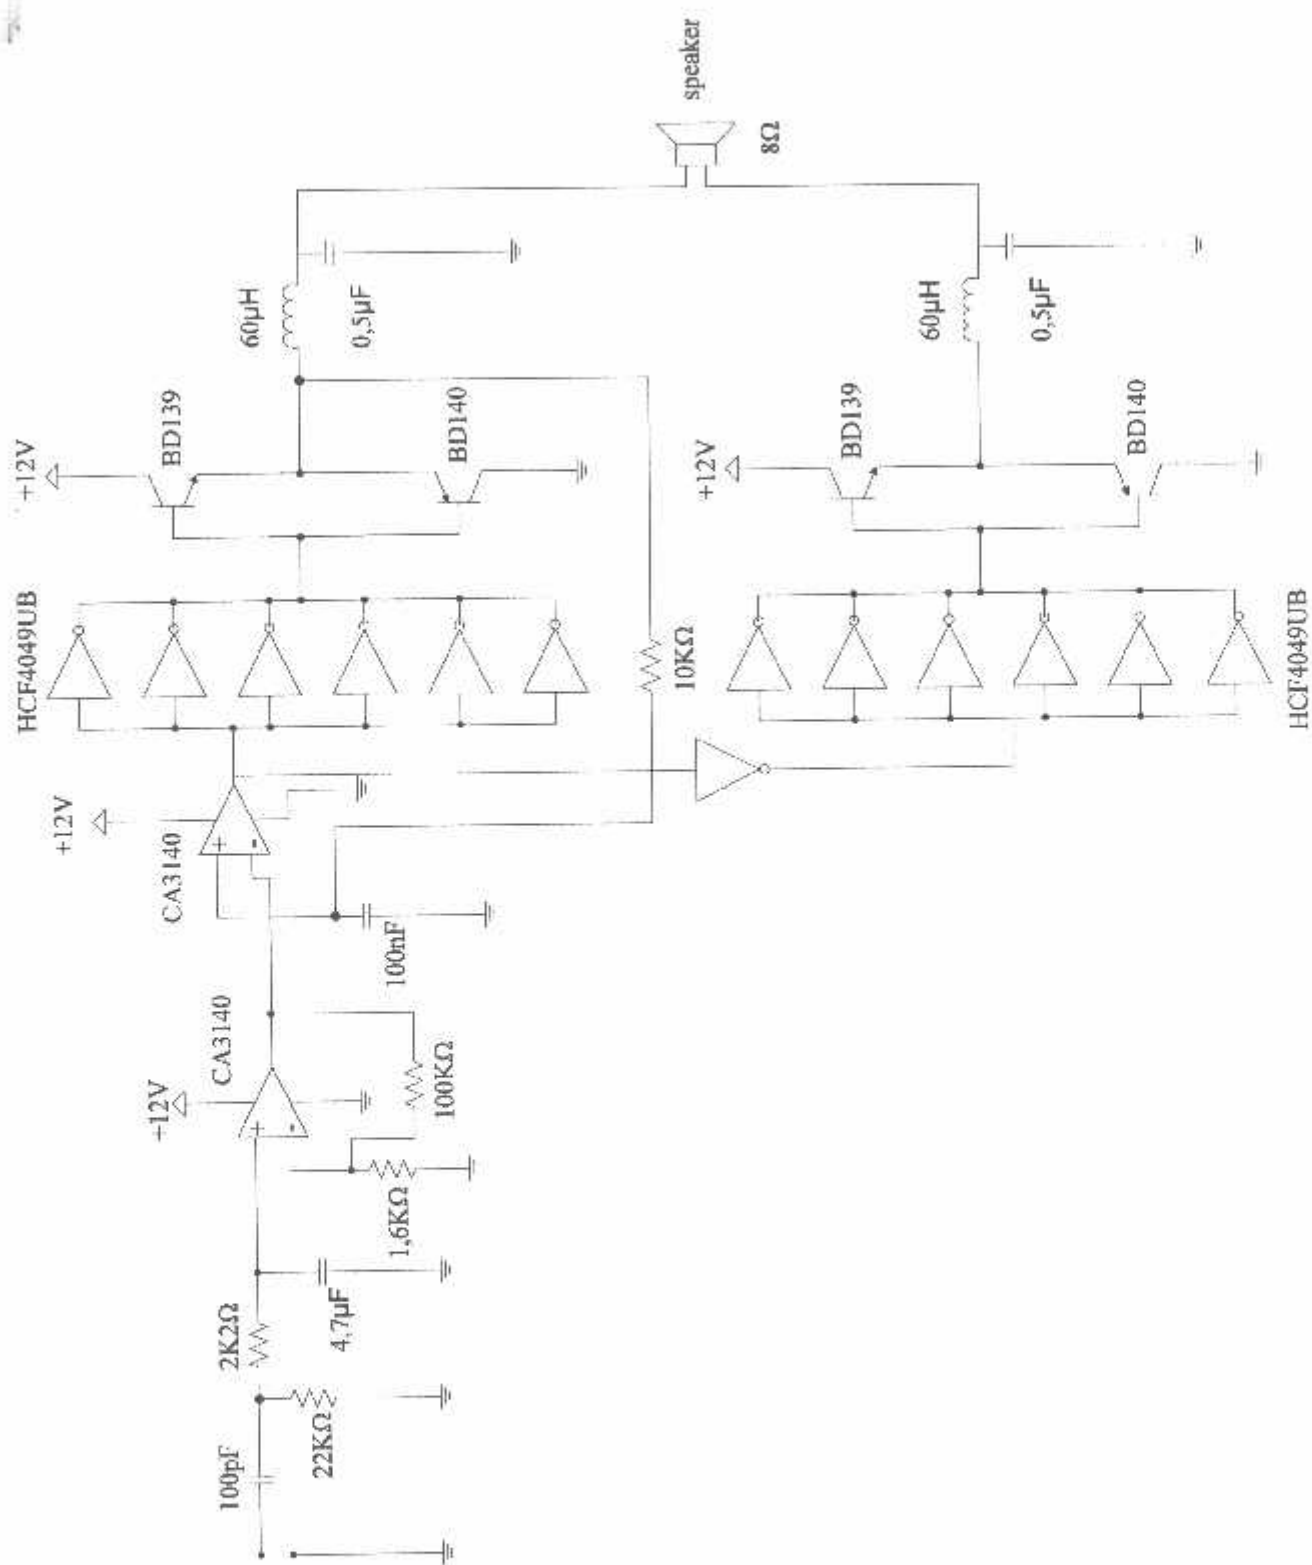 100pF
22KΩ
2K2Ω
4,7µF
1,6KΩ
+12V
CA3140
+
-
100KΩ
100nF
+12V
CA3140
+
-
HCF4049UB
10KΩ
+12V
BD139
BD140
60µH
0,5µF
speaker
8Ω
HCF4049UB
+12V
BD139
BD140
60µH
0,5µF